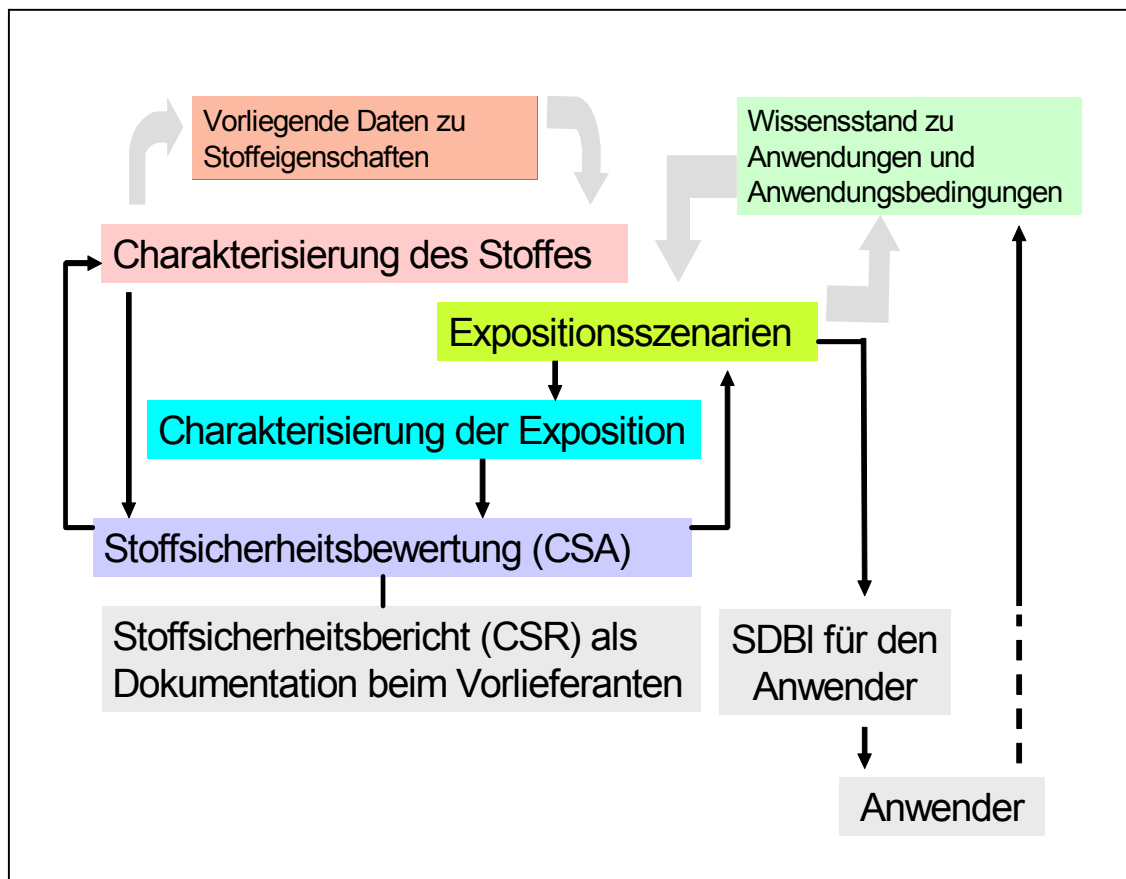 Vorliegende Daten zu
Stoffeigenschaften
Wissensstand zu
Anwendungen und
Anwendungsbedingungen
Charakterisierung des Stoffes
Expositionsszenarien
Charakterisierung der Exposition
Stoffsicherheitsbewertung (CSA)
Stoffsicherheitsbericht (CSR) als
Dokumentation beim Vorlieferanten
SDBl für den
Anwender
Anwender